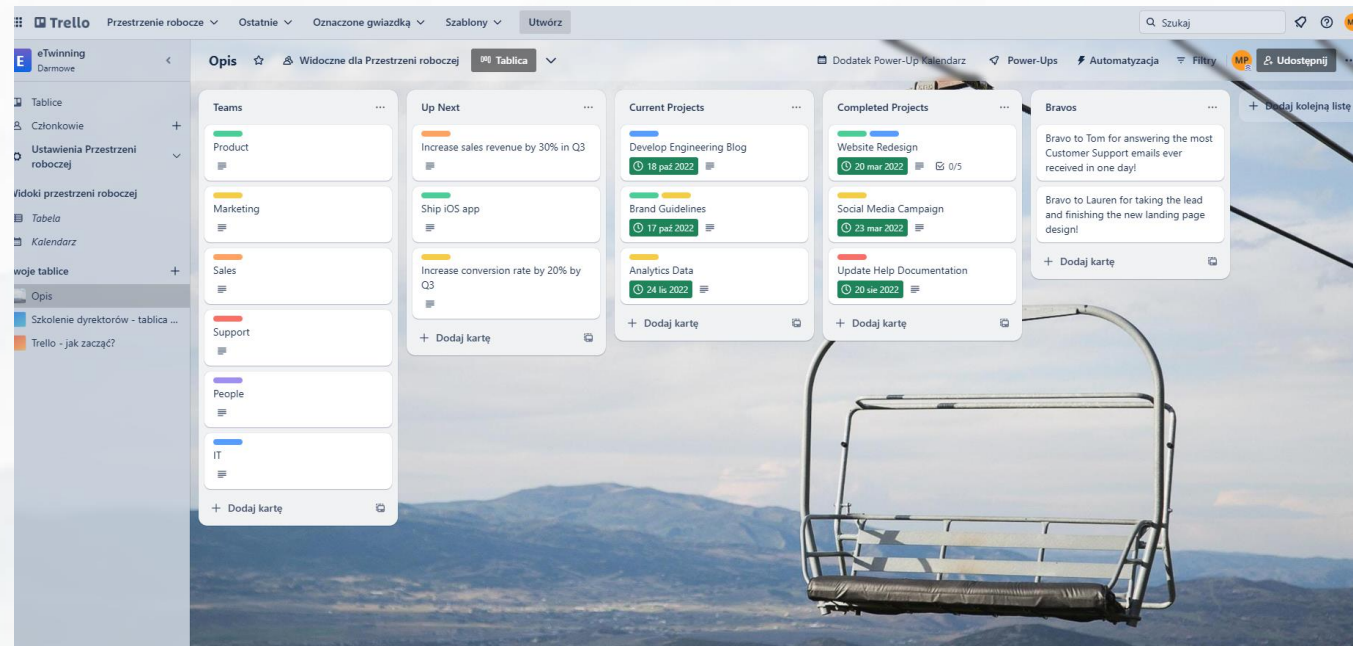 Trello
Przestrzenie robocze
Ostatnie
Oznaczone gwiazdką
Szablony
Utwórz
Szukaj
E
eTwinning
Darmowe
Opis
Widoczne dla Przestrzeni roboczej
Tablica
Dodatek Power-Up Kalendarz
Power-Ups
Automatyzacja
Filtry
MP
Udostępnij
Tablice
Członkowie
Ustawienia Przestrzeni
roboczej
Widoki przestrzeni roboczej
Tabela
Kalendarz
woje tablice
Opis
Szkolenie dyrektorów - tablica ...
Trello - jak zacząć?
Teams
Product
Marketing
Sales
Support
People
IT
+ Dodaj kartę
Up Next
Increase sales revenue by 30% in Q3
Ship iOS app
Increase conversion rate by 20% by
Q3
+ Dodaj kartę
Current Projects
Develop Engineering Blog
18 paź 2022
Brand Guidelines
17 paź 2022
Analytics Data
24 lis 2022
+ Dodaj kartę
Completed Projects
Website Redesign
20 mar 2022 0/5
Social Media Campaign
23 mar 2022
Update Help Documentation
20 sie 2022
+ Dodaj kartę
Bravos
Bravo to Tom for answering the most
Customer Support emails ever
received in one day!
Bravo to Lauren for taking the lead
and finishing the new landing page
design!
+ Dodaj kartę
+ Dodaj kolejną listę